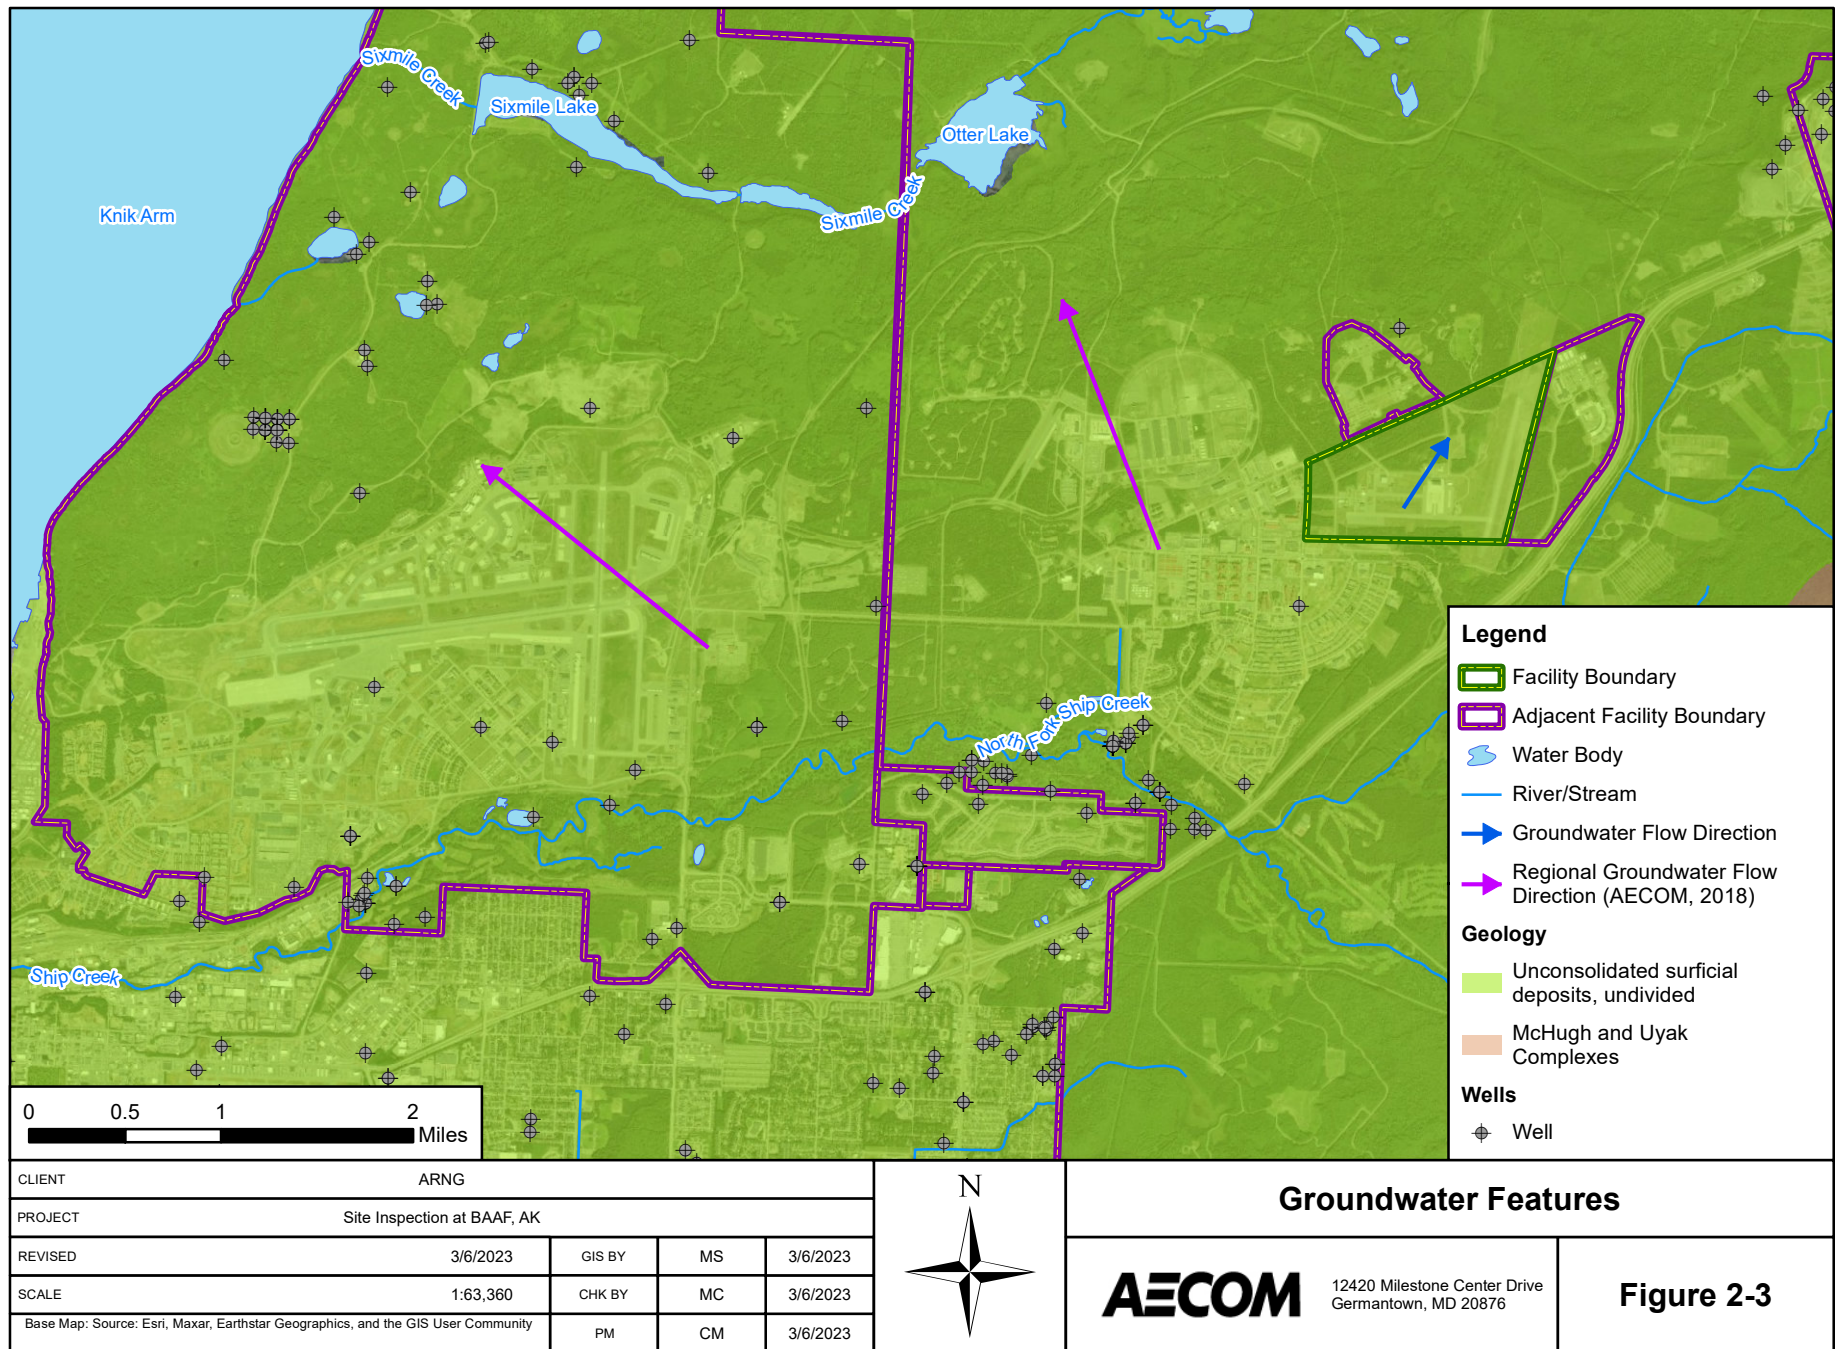 Sixmile Creek
Sixmile Lake
Otter Lake
Knik Arm
Sixmile Creek
North Fork Ship Creek
Ship Creek
Legend
Facility Boundary
Adjacent Facility Boundary
Water Body
River/Stream
Groundwater Flow Direction
Regional Groundwater Flow
Direction (AECOM, 2018)
Geology
Unconsolidated surficial
deposits, undivided
McHugh and Uyak
Complexes
Wells
Well
0 0.5 1 2
Miles
CLIENT ARNG
PROJECT Site Inspection at BAAF, AK
REVISED 3/6/2023 GIS BY MS 3/6/2023
SCALE 1:63,360 CHK BY MC 3/6/2023
Base Map: Source: Esri, Maxar, Earthstar Geographics, and the GIS User Community
PM CM 3/6/2023
N
Groundwater Features
AECOM
12420 Milestone Center Drive
Germantown, MD 20876
Figure 2-3